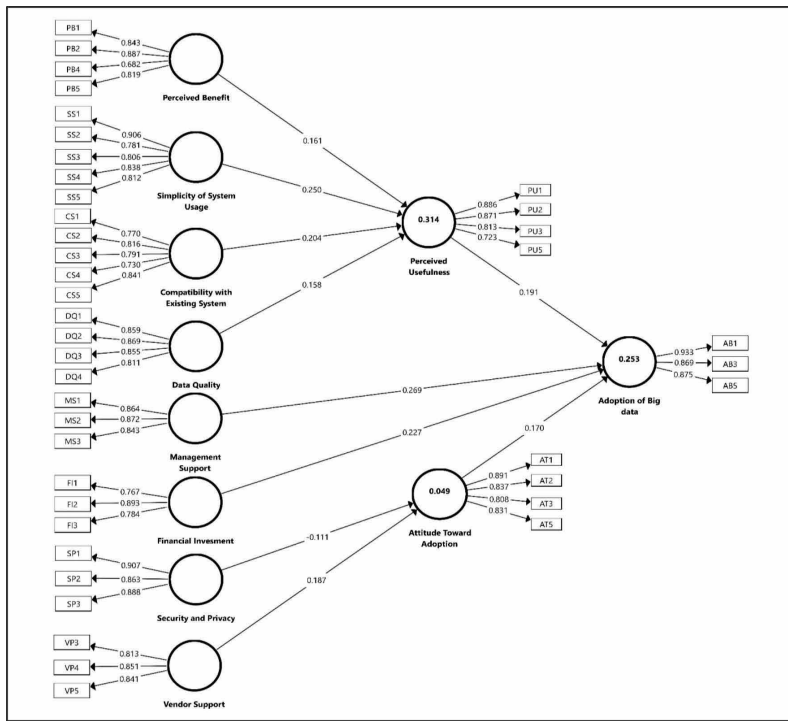 PB1
PB2
PB4
PB5
0.843
0.887
0.682
0.819
Perceived Benefit
0.161
SS1
SS2
SS3
SS4
SS5
0.906
0.781
0.806
0.838
0.812
Simplicity of System
Usage
0.250
CS1
CS2
CS3
CS4
CS5
0.770
0.816
0.791
0.730
0.841
Compatibility with
Existing System
0.204
DQ1
DQ2
DQ3
DQ4
0.859
0.869
0.855
0.811
Data Quality
0.158
0.314
Perceived
Usefulness
0.886
0.871
0.813
0.723
PU1
PU2
PU3
PU5
0.191
MS1
MS2
MS3
0.864
0.872
0.843
Management
Support
0.269
0.253
Adoption of Big
data
0.933
0.869
0.875
AB1
AB3
AB5
FI1
FI2
FI3
0.767
0.893
0.784
Financial Invesment
0.227
0.170
0.049
Attitude Toward
Adoption
0.891
0.837
0.808
0.831
AT1
AT2
AT3
AT5
SP1
SP2
SP3
0.907
0.863
0.888
Security and Privacy
-0.111
VP3
VP4
VP5
0.813
0.851
0.841
Vendor Support
0.187